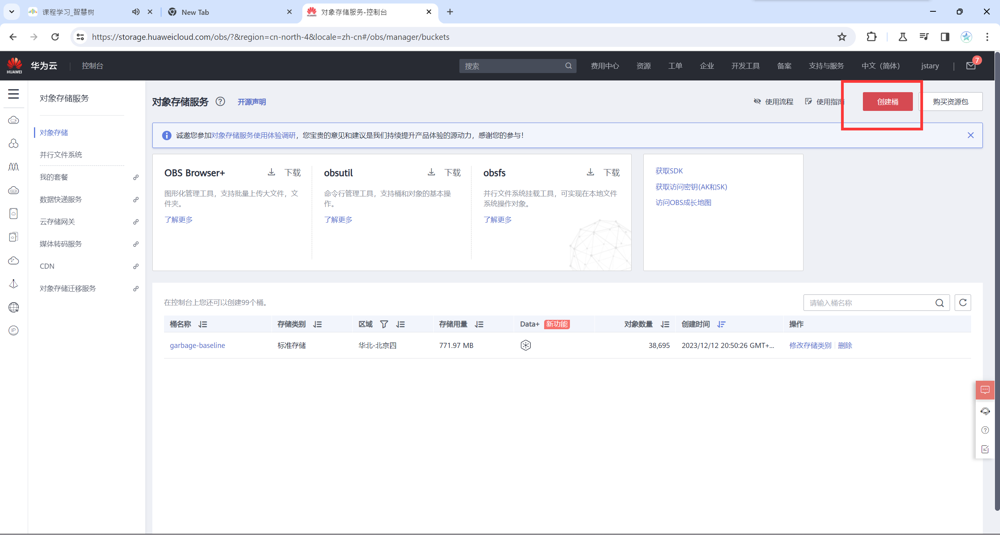 课程学习_智慧树
New Tab
对象存储服务-控制台
https://storage.huaweicloud.com/obs/?&region=cn-north-4&locale=zh-cn#/obs/manager/buckets
HUAWEI
华为云
控制台
搜索
费用中心
资源
工单
企业
开发工具
备案
支持与服务
中文（简体）
jstary
7
对象存储服务
对象存储
并行文件系统
我的套餐
数据快递服务
云存储网关
媒体转码服务
CDN
对象存储迁移服务
IP
对象存储服务
开源声明
使用流程
使用指南
创建桶
购买资源包
诚邀您参加对象存储服务使用体验调研，您宝贵的意见和建议是我们持续提升产品体验的源动力，感谢您的参与！
OBS Browser+
下载
图形化管理工具，支持批量上传大文件，文
件夹。
了解更多
obsutil
下载
命令行管理工具，支持桶和对象的基本操
作。
了解更多
obsfs
下载
并行文件系统挂载工具，可实现在本地文件
系统操作对象。
了解更多
获取SDK
获取访问密钥(AK和SK)
访问OBS成长地图
在控制台上您还可以创建99个桶。
请输入桶名称
桶名称 存储类别 区域 存储用量 Data+ 新功能 对象数量 创建时间 操作
garbage-baseline 标准存储 华北-北京四 771.97 MB 38,695 2023/12/12 20:50:26 GMT+... 修改存储类别 删除